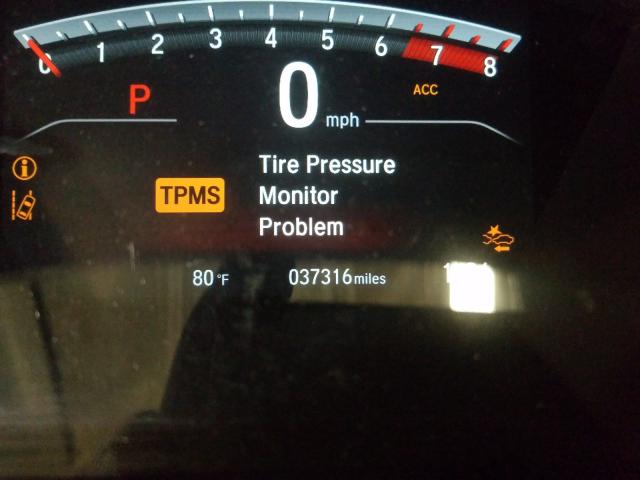 0 1 2 3 4 5 6 7 8
P
0 mph
ACC
i
TPMS
Tire Pressure
Monitor
Problem
80°F
037316 miles